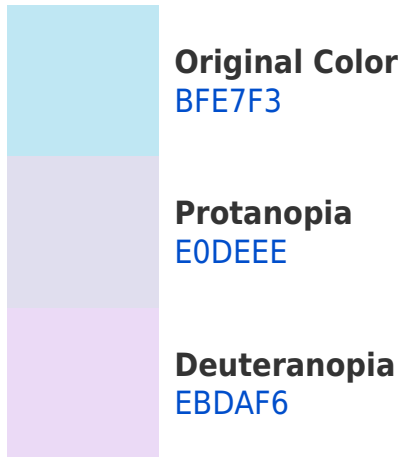 Original Color
BFE7F3
Protanopia
E0DEEE
Deuteranopia
EBDAF6